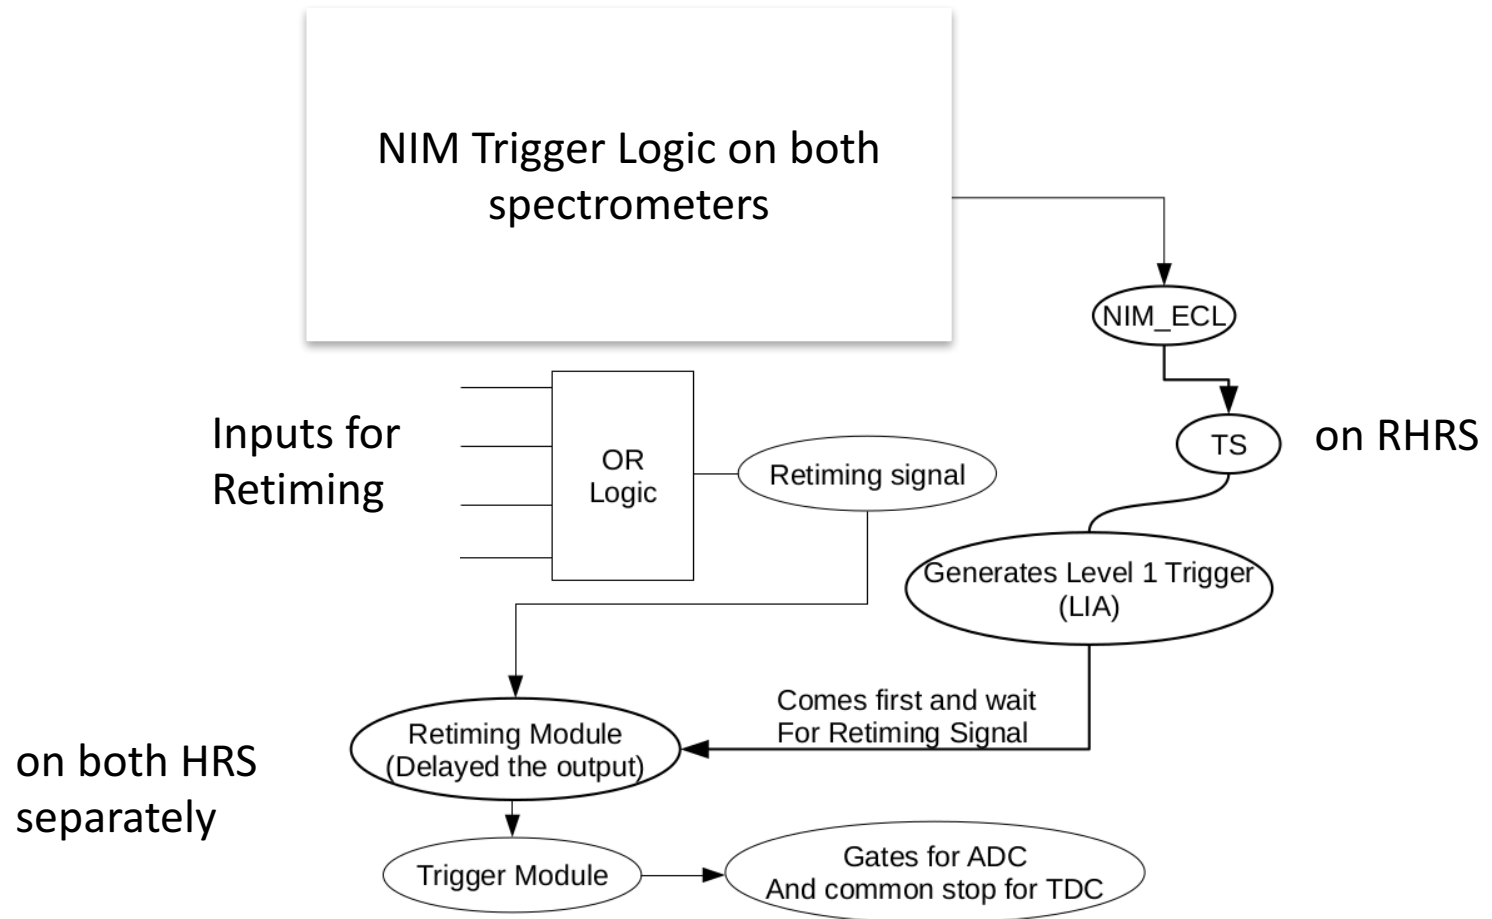 NIM Trigger Logic on both
spectrometers
NIM_ECL
Inputs for
Retiming
OR
Logic
Retiming signal
TS
on RHRS
Generates Level 1 Trigger
(LIA)
Comes first and wait
For Retiming Signal
Retiming Module
(Delayed the output)
on both HRS
separately
Trigger Module
Gates for ADC
And common stop for TDC